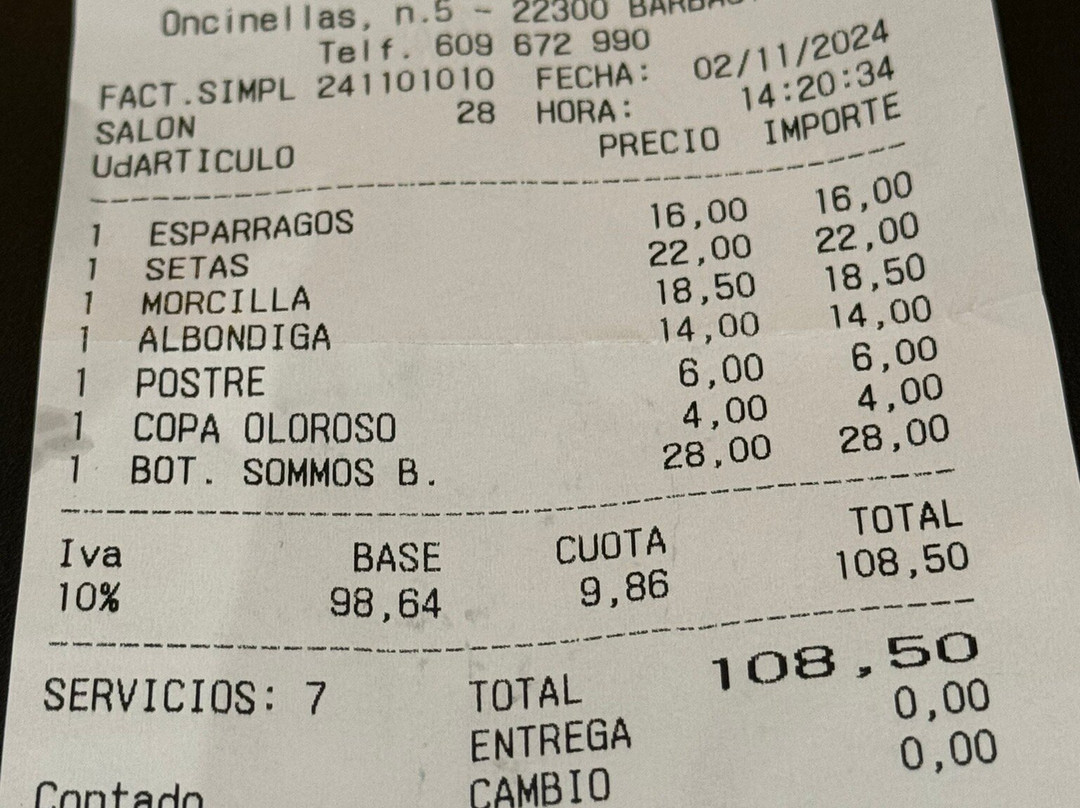 Oncinellas, n.5 - 22300
Telf. 609 672 990
FACT.SIMPL 241101010 FECHA: 02/11/2024
SALON 28 HORA: 14:20:34
UdARTICULO PRECIO IMPORTE
1 ESPARRAGOS 16,00 16,00
1 SETAS 22,00 22,00
1 MORCILLA 18,50 18,50
1 ALBONDIGA 14,00 14,00
1 POSTRE 6,00 6,00
1 COPA OLOROSO 4,00 4,00
1 BOT. SOMMOS B. 28,00 28,00
Iva BASE CUOTA TOTAL
10% 98,64 9,86 108,50
SERVICIOS: 7 TOTAL 108,50
ENTREGA 0,00
Contado CAMBIO 0,00